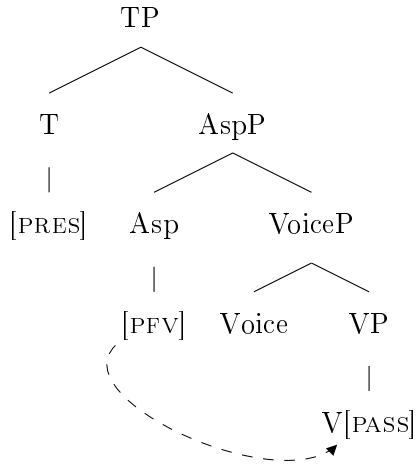 TP
T AspP
[PRES] Asp VoiceP
[PFV] Voice VP
V[PASS]